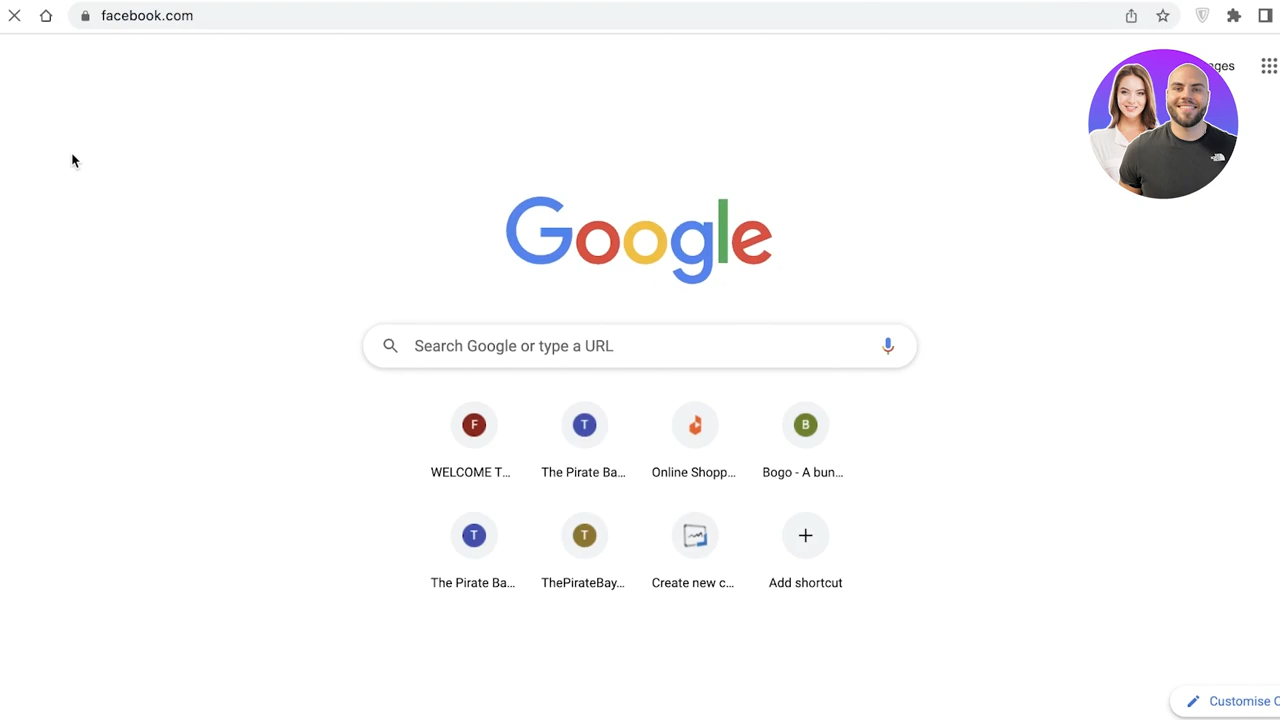 facebook.com
Google
Search Google or type a URL
F
T
B
WELCOME T...
The Pirate Ba...
Online Shopp...
Bogo - A bun...
T
T
The Pirate Ba...
ThePirateBay...
Create new c...
Add shortcut
Customise C